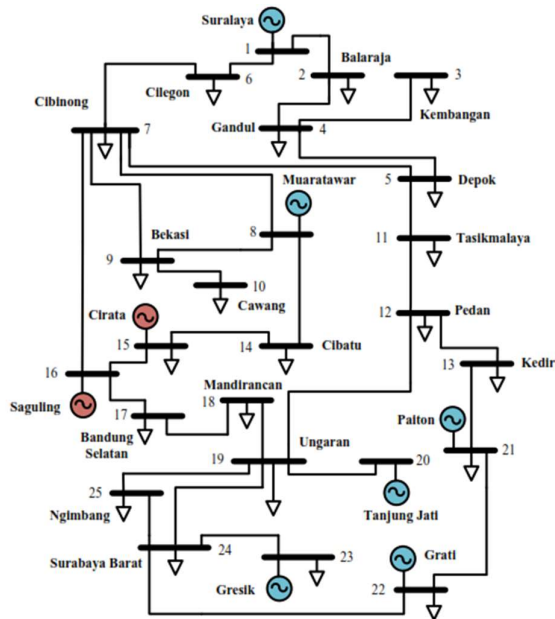 Suralaya
1
Balaraja
6
2
3
Cilegon
Cibinong
7
Gandul
4
Kembangan
Muaratawar
5
Depok
8
Bekasi
11
Tasikmalaya
9
10
Cawang
Cirata
12
Pedan
15
14
Cibatu
13
Kedir
16
Mandirancan
Saguling
17
18
Paiton
Bandung
Selatan
19
Ungaran
20
21
25
Ngimbang
Tanjung Jati
24
23
Grati
Surabaya Barat
Gresik
22